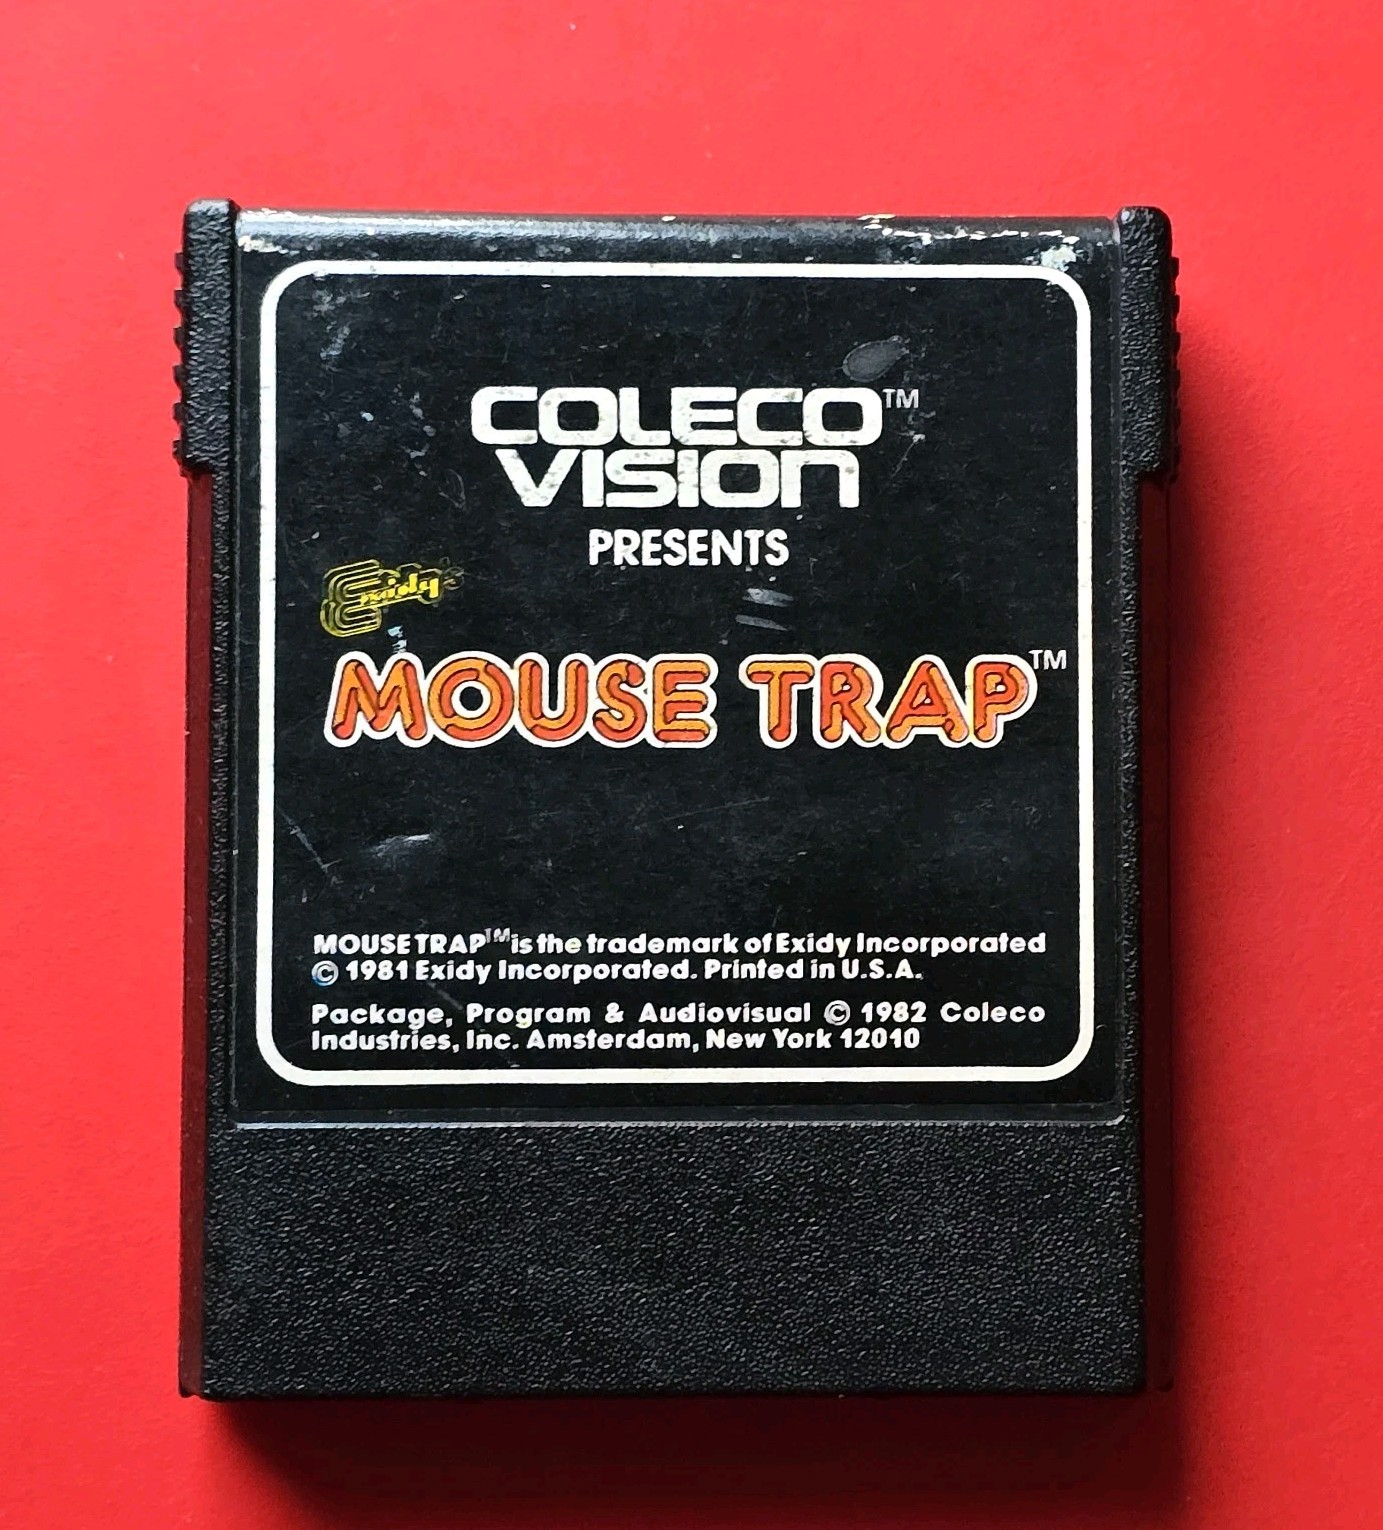 COLECO™
VISION
PRESENTS
Exidy
MOUSE TRAP™
MOUSE TRAP™ is the trademark of Exidy Incorporated
© 1981 Exidy Incorporated. Printed in U.S.A.
Package, Program & Audiovisual © 1982 Coleco
Industries, Inc. Amsterdam, New York 12010